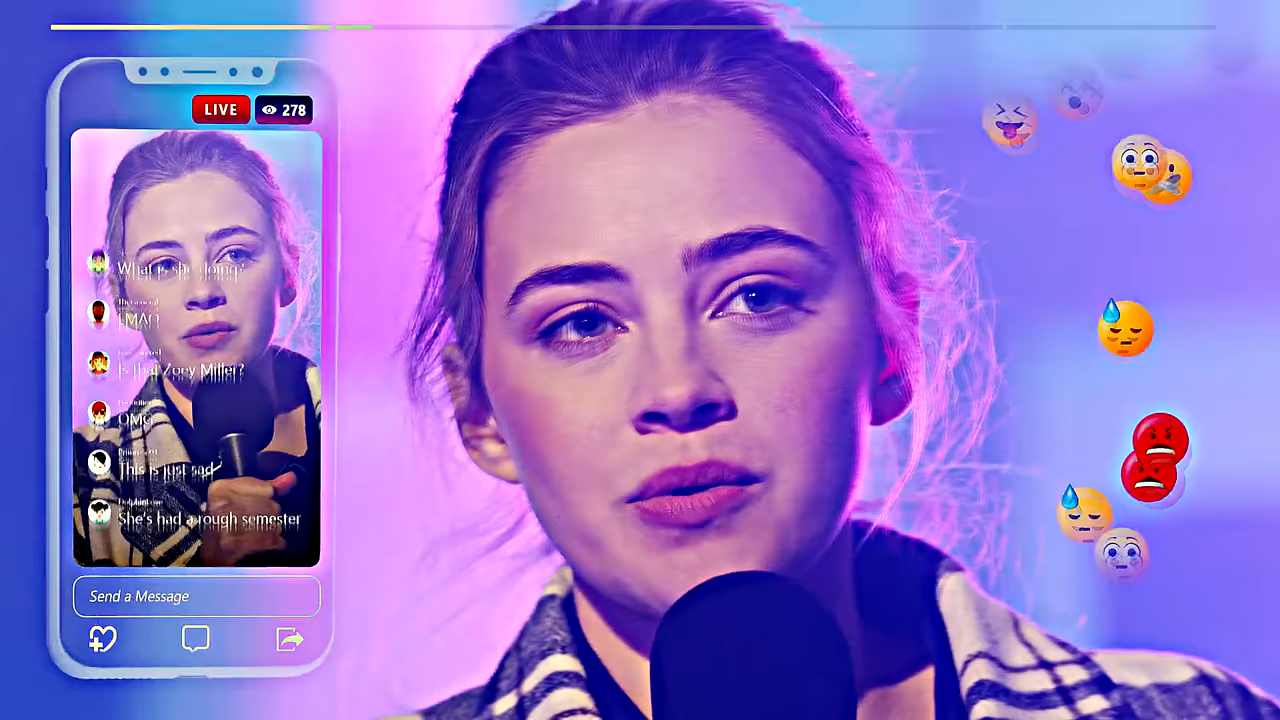 LIVE
278
What is she doing?
LMAO
Is that Zoey Miller?
OMG
This is just sad
She's had a rough semester
Send a Message